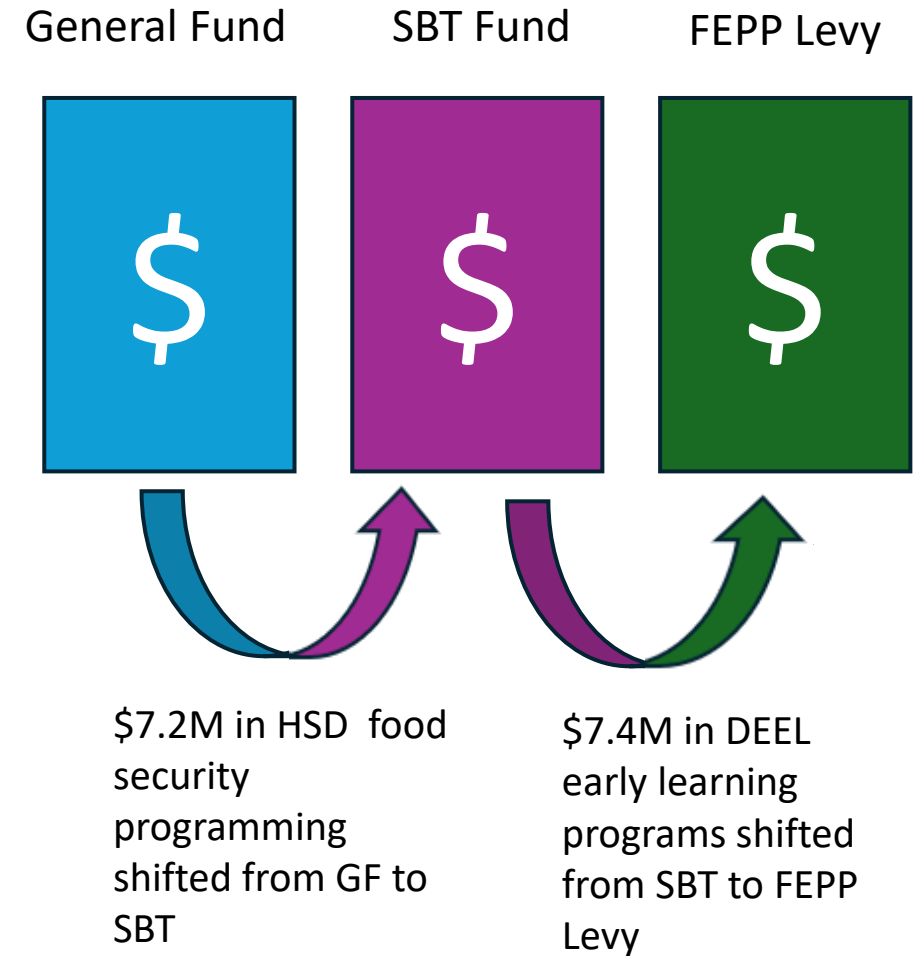 General Fund
SBT Fund
FEPP Levy
$
$
$
$7.2M in HSD  food
security
programming
shifted from GF to
SBT
$7.4M in DEEL
early learning
programs shifted
from SBT to FEPP
Levy